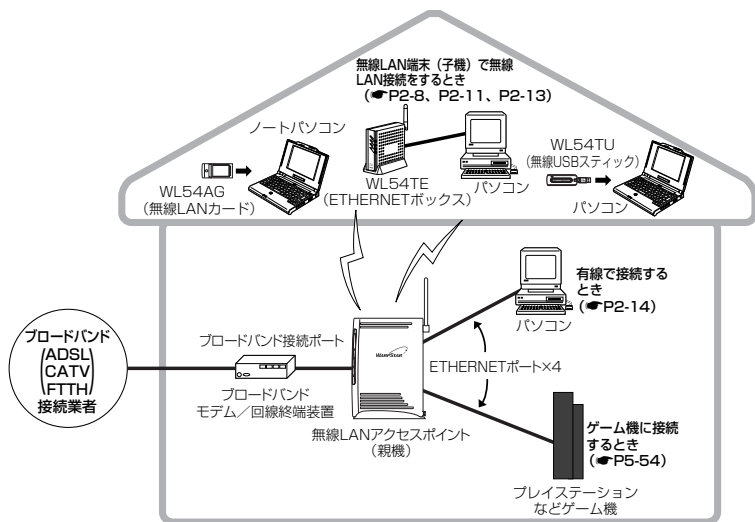 無線LAN端末（子機）で無線
LAN接続をするとき
（☛P2-8、P2-11、P2-13）
ノートパソコン
WL54AG
（無線LANカード）
WL54TE
（ETHERNETボックス）
パソコン
WL54TU
（無線USBスティック）
パソコン
ブロードバンド
ADSL
CATV
FTTH
接続業者
ブロードバンド接続ポート
ブロードバンド
モデム／回線終端装置
WARPSTAR
無線LANアクセスポイント
（親機）
ETHERNETポート×4
パソコン
有線で接続する
とき
（☛P2-14）
ゲーム機に接続
するとき
（☛P5-54）
プレイステーション
などゲーム機